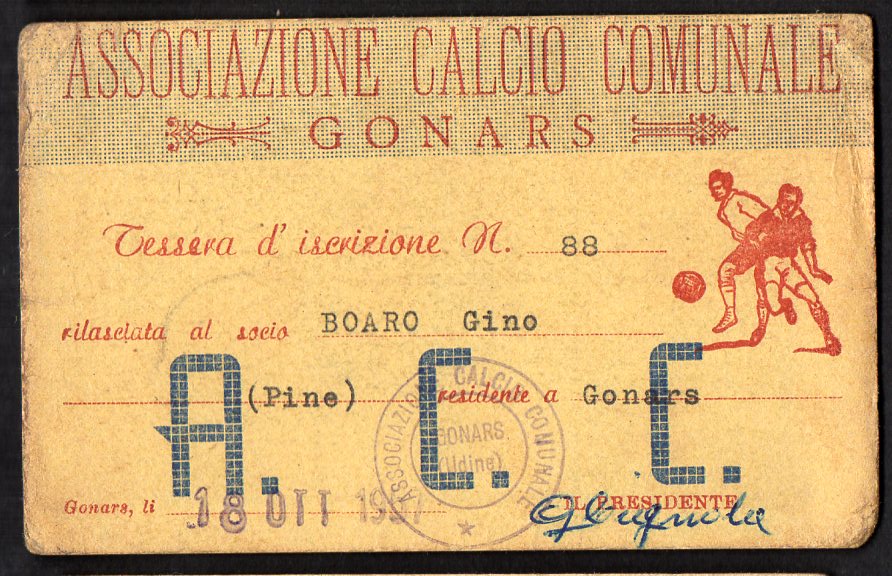 ASSOCIAZIONE CALCIO COMUNALE
GONARS
Tessera d' iscrizione N. 88
rilasciata al socio BOARO Gino
(Pine) residente a Gonars
A. C. C.
ASSOCIAZIONE CALCIO COMUNALE
GONARS
(Udine)
Gonars, li 18 OTT
IL PRESIDENTE